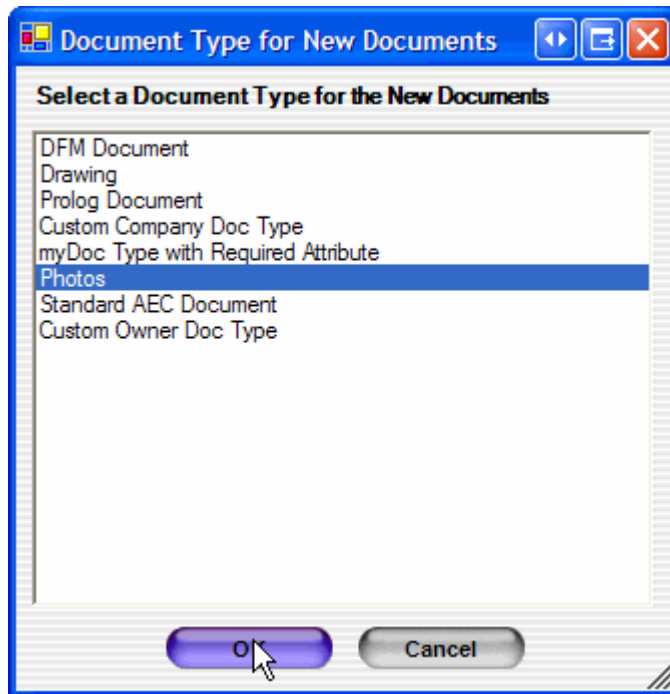 Document Type for New Documents
Select a Document Type for the New Documents
DFM Document
Drawing
Prolog Document
Custom Company Doc Type
myDoc Type with Required Attribute
Photos
Standard AEC Document
Custom Owner Doc Type
OK Cancel